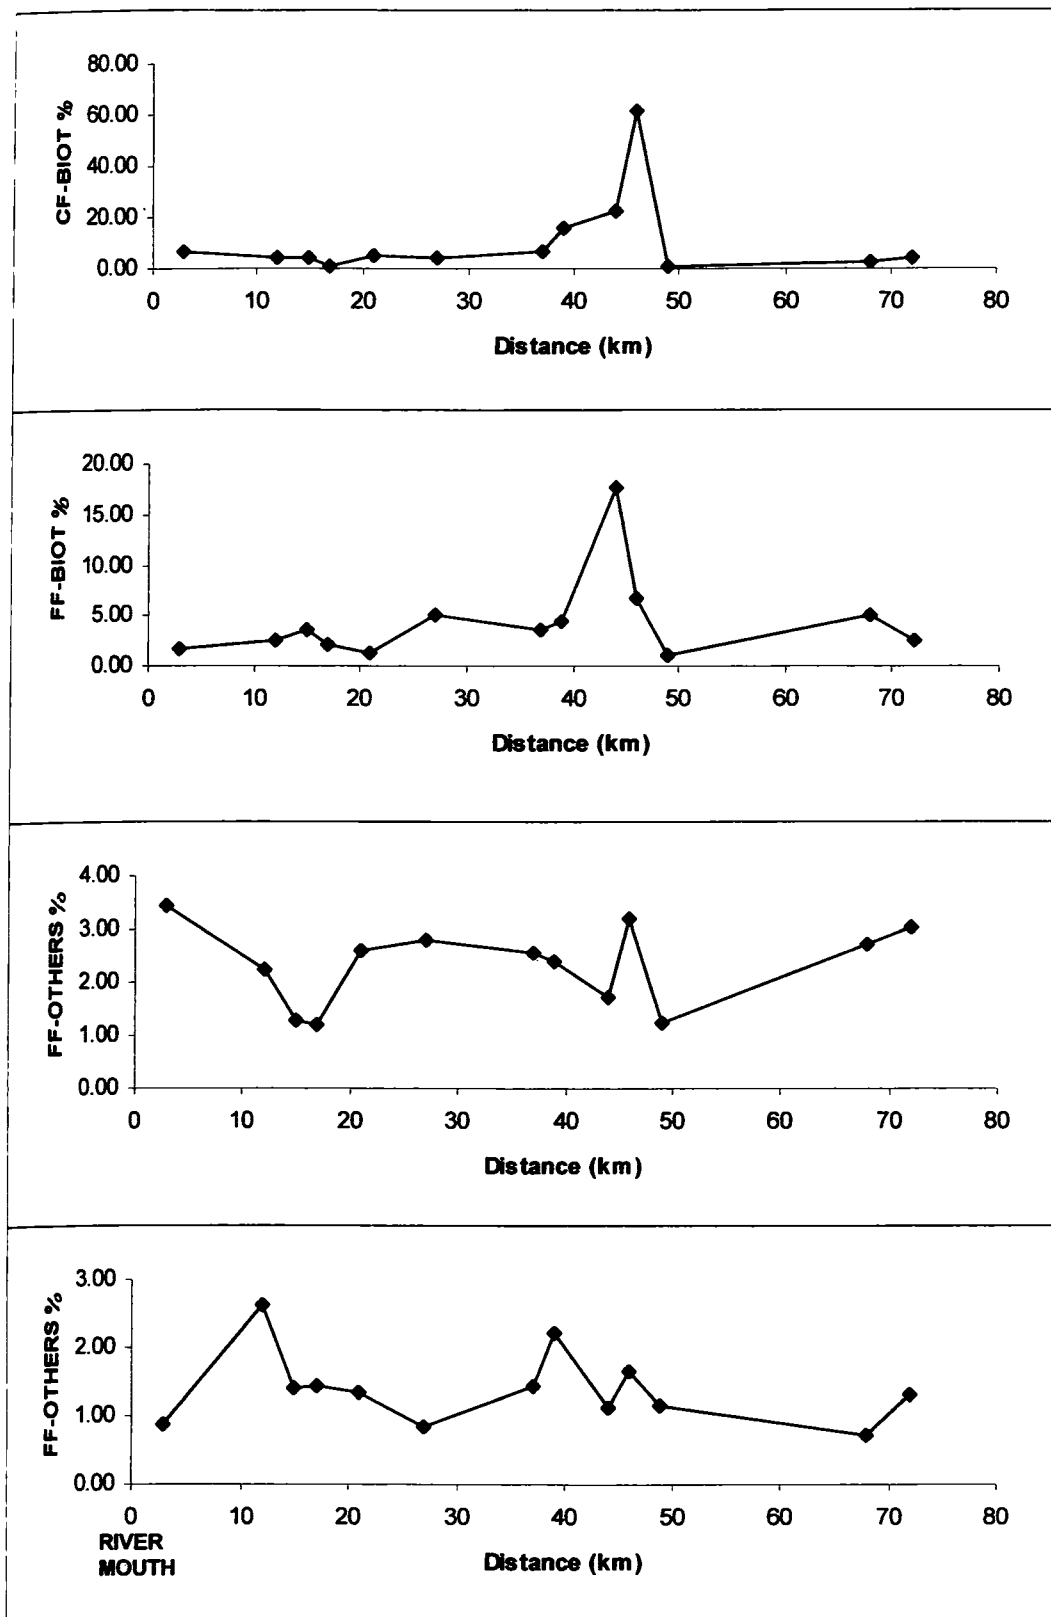 80.00
60.00
40.00
20.00
0.00
CF-BIOT %
0 10 20 30 40 50 60 70 80
Distance (km)
20.00
15.00
10.00
5.00
0.00
FF-BIOT %
0 10 20 30 40 50 60 70 80
Distance (km)
4.00
3.00
2.00
1.00
0.00
FF-OTHERS %
0 10 20 30 40 50 60 70 80
Distance (km)
3.00
2.00
1.00
0.00
FF-OTHERS %
0 10 20 30 40 50 60 70 80
RIVER
MOUTH
Distance (km)